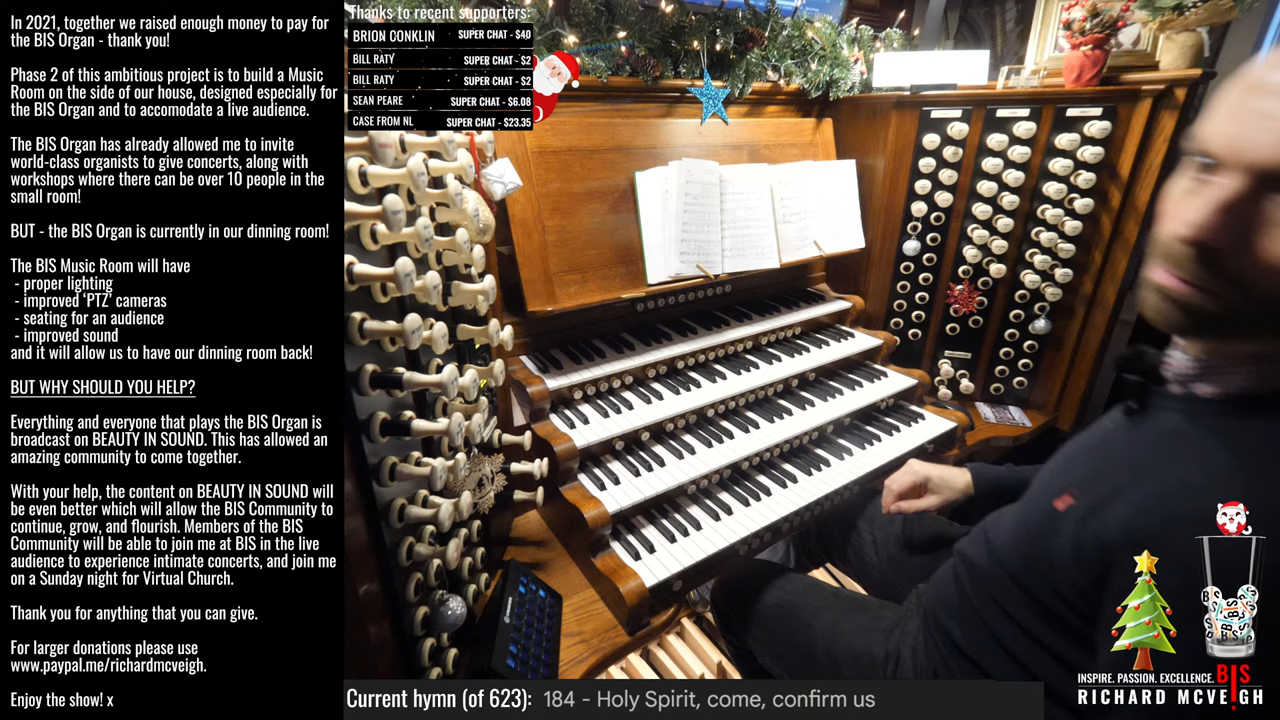 In 2021, together we raised enough money to pay for
the BIS Organ - thank you!
Phase 2 of this ambitious project is to build a Music
Room on the side of our house, designed especially for
the BIS Organ and to accomodate a live audience.
The BIS Organ has already allowed me to invite
world-class organists to give concerts, along with
workshops where there can be over 10 people in the
small room!
BUT - the BIS Organ is currently in our dinning room!
The BIS Music Room will have
- proper lighting
- improved ‘PTZ’ cameras
- seating for an audience
- improved sound
and it will allow us to have our dinning room back!
BUT WHY SHOULD YOU HELP?
Everything and everyone that plays the BIS Organ is
broadcast on BEAUTY IN SOUND. This has allowed an
amazing community to come together.
With your help, the content on BEAUTY IN SOUND will
be even better which will allow the BIS Community to
continue, grow, and flourish. Members of the BIS
Community will be able to join me at BIS in the live
audience to experience intimate concerts, and join me
on a Sunday night for Virtual Church.
Thank you for anything that you can give.
For larger donations please use
www.paypal.me/richardmcveigh.
Enjoy the show! x
Thanks to recent supporters:
BRION CONKLIN SUPER CHAT - $40
BILL RATY SUPER CHAT - $2
BILL RATY SUPER CHAT - $2
SEAN PEARE SUPER CHAT - $6.08
CASE FROM NL SUPER CHAT - $23.35
Current hymn (of 623): 184 - Holy Spirit, come, confirm us
INSPIRE. PASSION. EXCELLENCE. BIS
RICHARD MCVEIGH